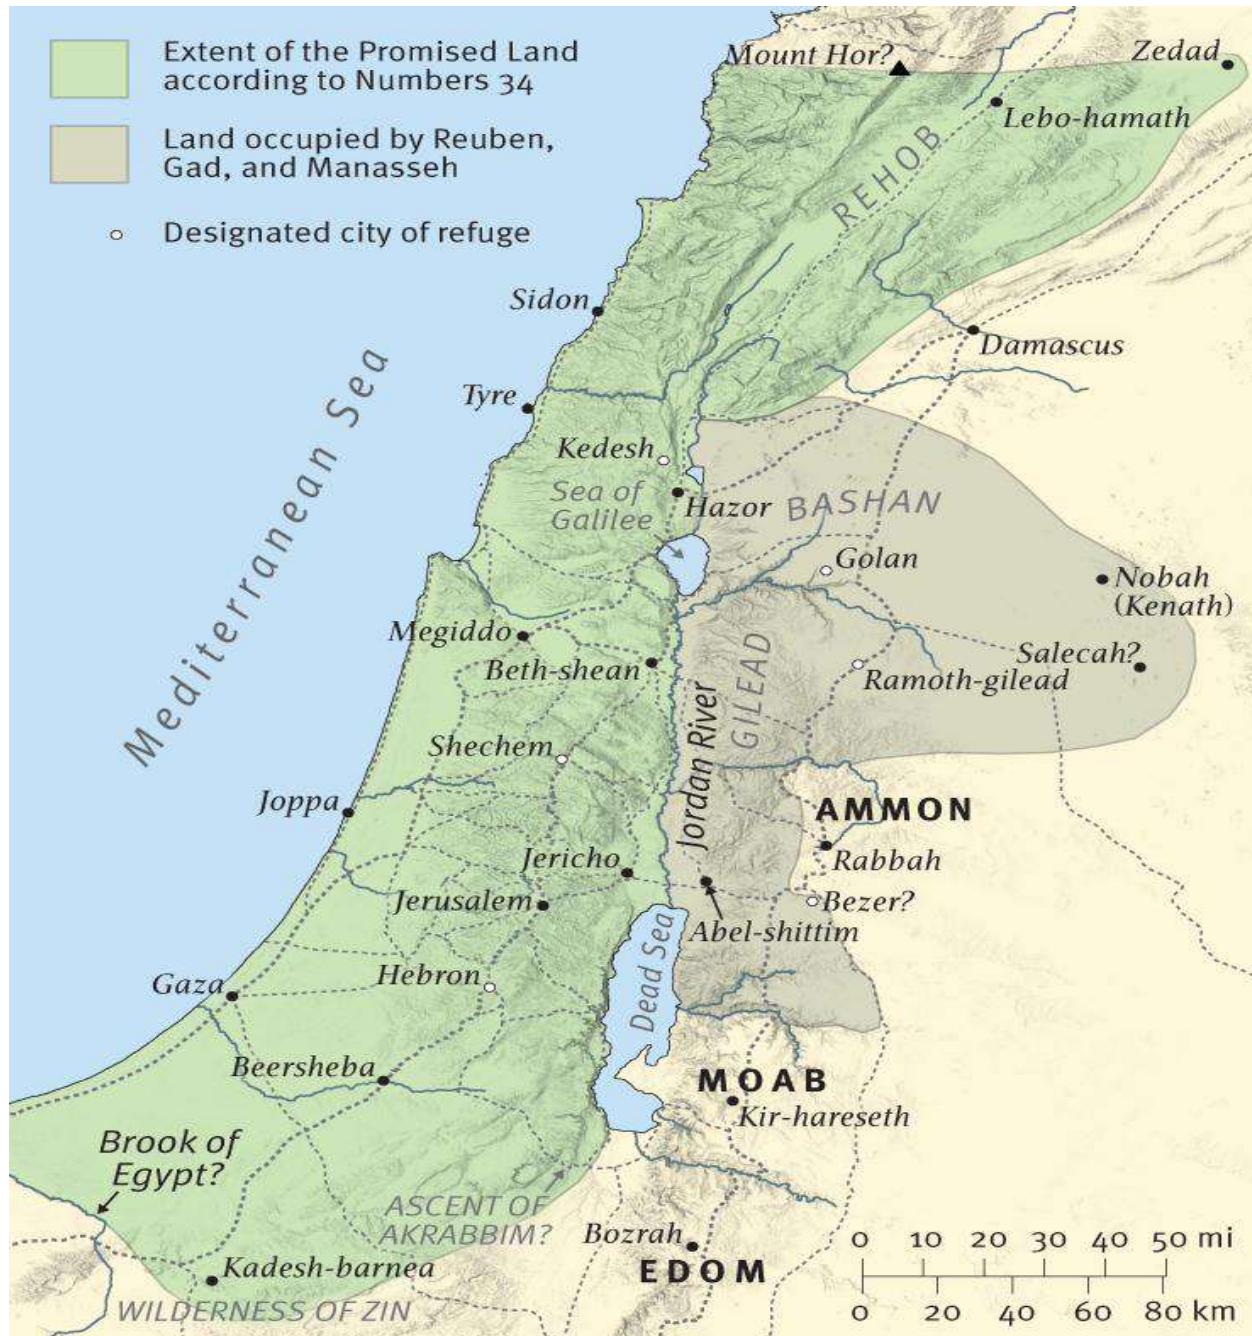 Extent of the Promised Land
according to Numbers 34
Land occupied by Reuben,
Gad, and Manasseh
Designated city of refuge
Mount Hor?
Zedad
Lebo-hamath
REHOB
Sidon
Damascus
Mediterranean Sea
Tyre
Kedesh
Sea of
Galilee
Hazor
BASHAN
Golan
Nobah
(Kenath)
Megiddo
Beth-shean
GILEAD
Salecah?
Ramoth-gilead
Jordan River
Shechem
Joppa
AMMON
Jericho
Rabbah
Jerusalem
Bezer?
Abel-shittim
Dead Sea
Hebron
Gaza
Beersheba
MOAB
Kir-hareseth
Brook of
Egypt?
ASCENT OF
AKRABBIM?
Bozrah
EDOM
Kadesh-barnea
WILDERNESS OF ZIN
0 10 20 30 40 50 mi
0 20 40 60 80 km